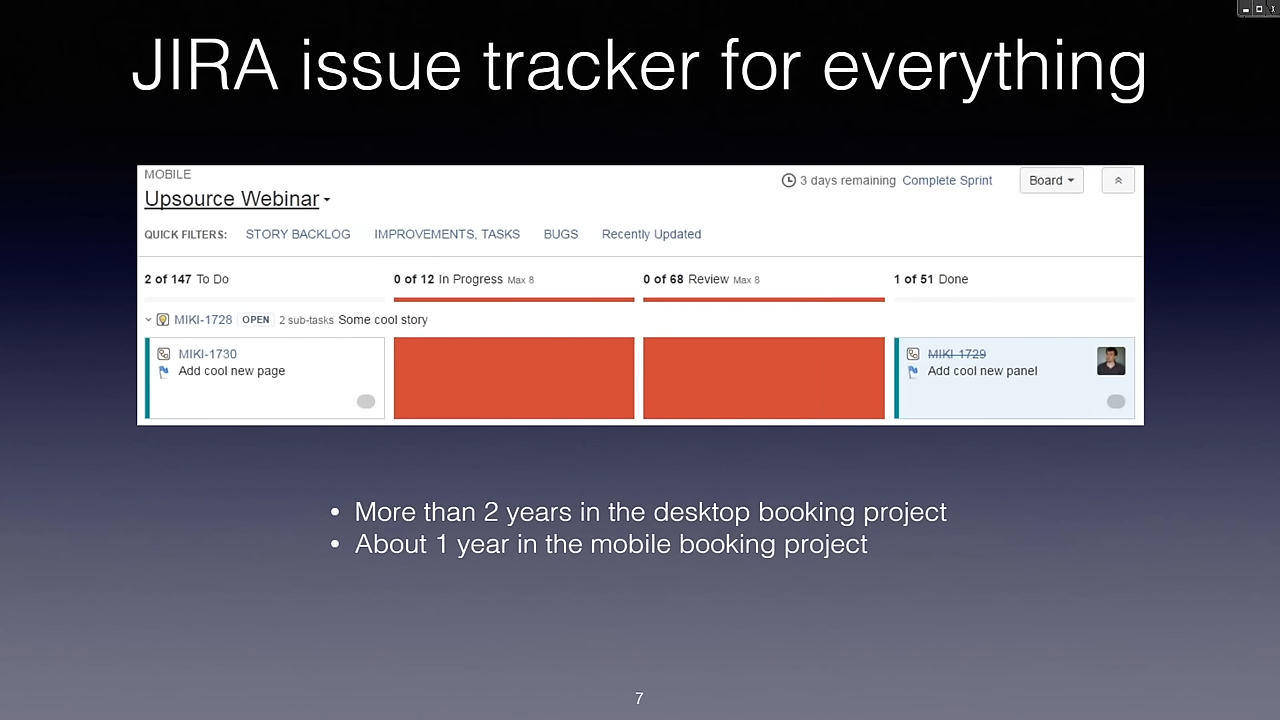 JIRA issue tracker for everything
MOBILE
Upsource Webinar
3 days remaining Complete Sprint Board
QUICK FILTERS: STORY BACKLOG IMPROVEMENTS, TASKS BUGS Recently Updated
2 of 147 To Do 0 of 12 In Progress Max 8 0 of 68 Review Max 8 1 of 51 Done
MIKI-1728 OPEN 2 sub-tasks Some cool story
MIKI-1730 MIKI-1729
Add cool new page Add cool new panel
• More than 2 years in the desktop booking project
• About 1 year in the mobile booking project
7